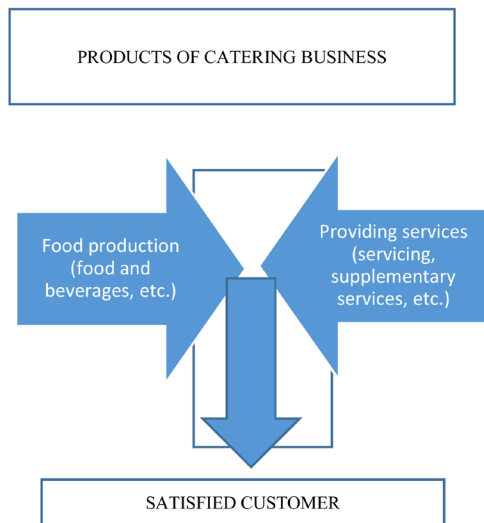 PRODUCTS OF CATERING BUSINESS
Food production
(food and
beverages, etc.)
Providing services
(servicing,
supplementary
services, etc.)
SATISFIED CUSTOMER